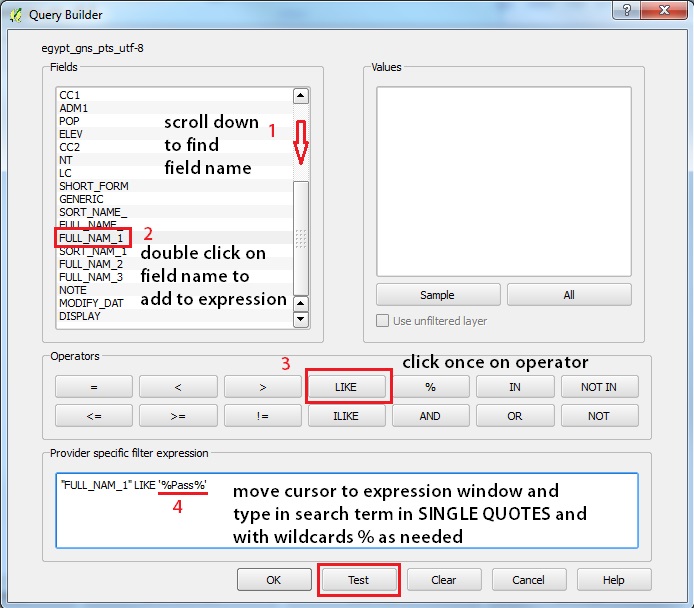 Query Builder
egypt_gns_pts_utf-8
Fields
Values
CC1
ADM1
POP
ELEV
CC2
NT
LC
SHORT_FORM
GENERIC
SORT_NAME_
FULL_NAME_
FULL_NAM_1
SORT_NAM_1
FULL_NAM_2
FULL_NAM_3
NOTE
MODIFY_DAT
DISPLAY
scroll down
to find
field name
1
2
double click on
field name to
add to expression
Sample All
Use unfiltered layer
Operators
3 click once on operator
= < > LIKE % IN NOT IN
<= >= != ILIKE AND OR NOT
Provider specific filter expression
"FULL_NAM_1" LIKE '%Pass%'
4
move cursor to expression window and
type in search term in SINGLE QUOTES and
with wildcards % as needed
OK Test Clear Cancel Help